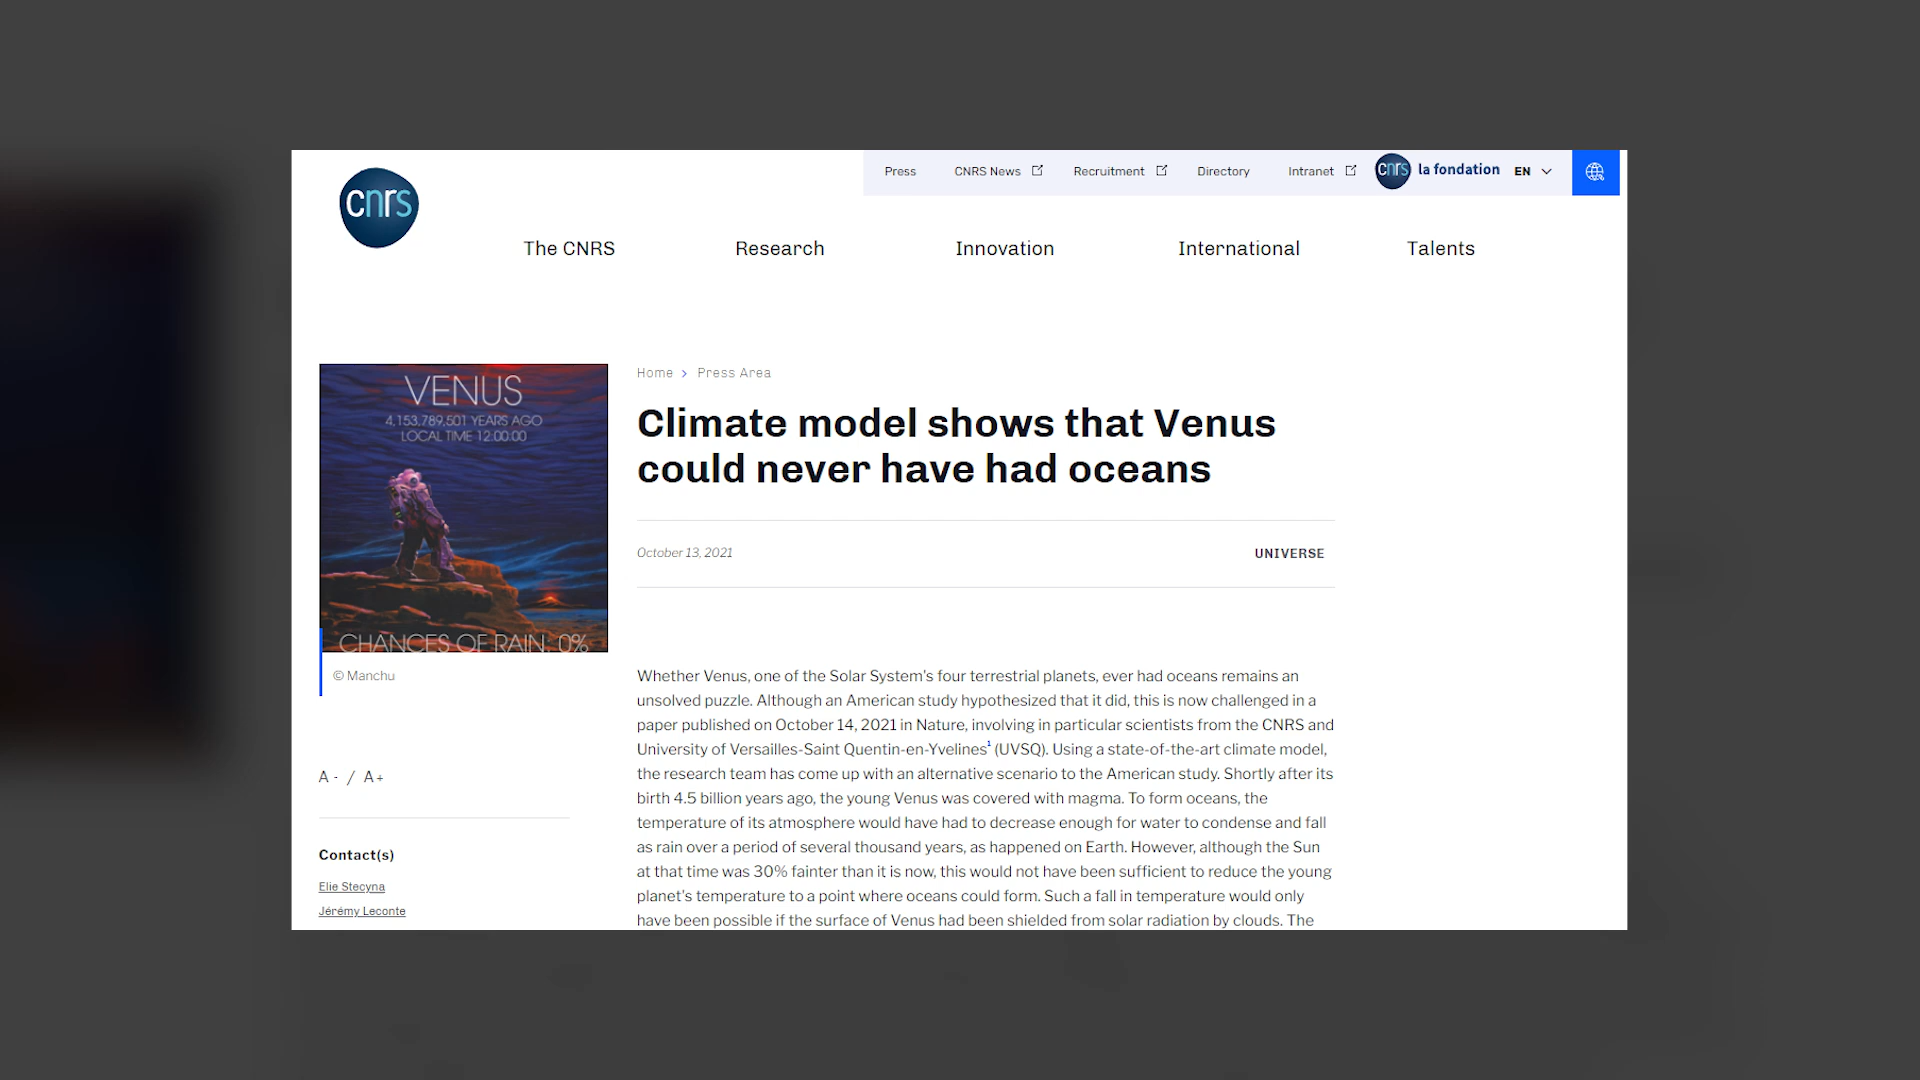 cnrs
Press CNRS News Recruitment Directory Intranet cnrs la fondation EN
The CNRS Research Innovation International Talents
VENUS
4,153,789,501 YEARS AGO
LOCAL TIME 12:00:00
CHANCES OF RAIN: 0%
© Manchu
A - / A+
Contact(s)
Elie Stecyna
Jérémy Leconte
Home > Press Area
Climate model shows that Venus
could never have had oceans
October 13, 2021
UNIVERSE
Whether Venus, one of the Solar System's four terrestrial planets, ever had oceans remains an
unsolved puzzle. Although an American study hypothesized that it did, this is now challenged in a
paper published on October 14, 2021 in Nature, involving in particular scientists from the CNRS and
University of Versailles-Saint Quentin-en-Yvelines¹ (UVSQ). Using a state-of-the-art climate model,
the research team has come up with an alternative scenario to the American study. Shortly after its
birth 4.5 billion years ago, the young Venus was covered with magma. To form oceans, the
temperature of its atmosphere would have had to decrease enough for water to condense and fall
as rain over a period of several thousand years, as happened on Earth. However, although the Sun
at that time was 30% fainter than it is now, this would not have been sufficient to reduce the young
planet's temperature to a point where oceans could form. Such a fall in temperature would only
have been possible if the surface of Venus had been shielded from solar radiation by clouds. The